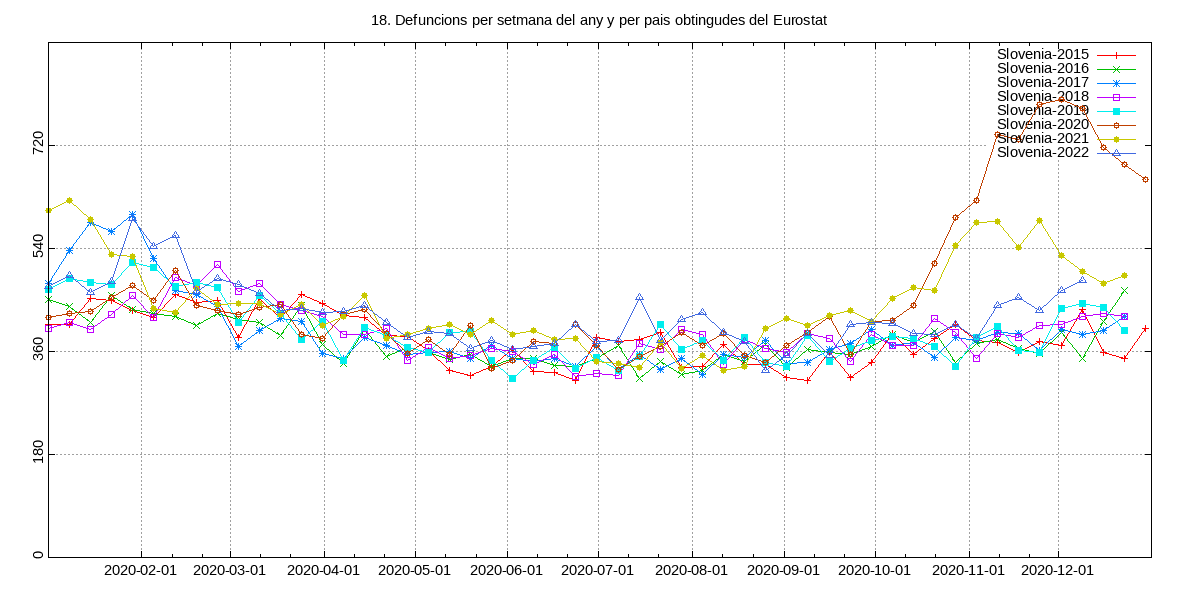 18. Defuncions per setmana del any y per pais obtingudes del Eurostat
Slovenia-2015
Slovenia-2016
Slovenia-2017
Slovenia-2018
Slovenia-2019
Slovenia-2020
Slovenia-2021
Slovenia-2022
720
540
360
180
0
2020-02-01 2020-03-01 2020-04-01 2020-05-01 2020-06-01 2020-07-01 2020-08-01 2020-09-01 2020-10-01 2020-11-01 2020-12-01